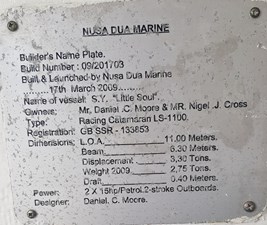 NUSA DUA MARINE
Builder's Name Plate.
Build Number : 09/201703
Built & Launched by Nusa Dua Marine
........17th March 2009........
Name of vessel: S.Y. "Little Soul".
Owners: Mr. Daniel .C. Moore & MR. Nigel .J. Cross
Type: Racing Catamaran LS-1100.
Registration: GB SSR - 133853
Dimensions; L.O.A. 11.00 Meters.
Beam 6.30 Meters.
Displacement 3.30 Tons.
Weight 2009 2,75 Tons.
Draft 0.40 Meters.
Power: 2 X 15hp/Petrol.2-stroke Outboards.
Designer: Daniel. C. Moore.